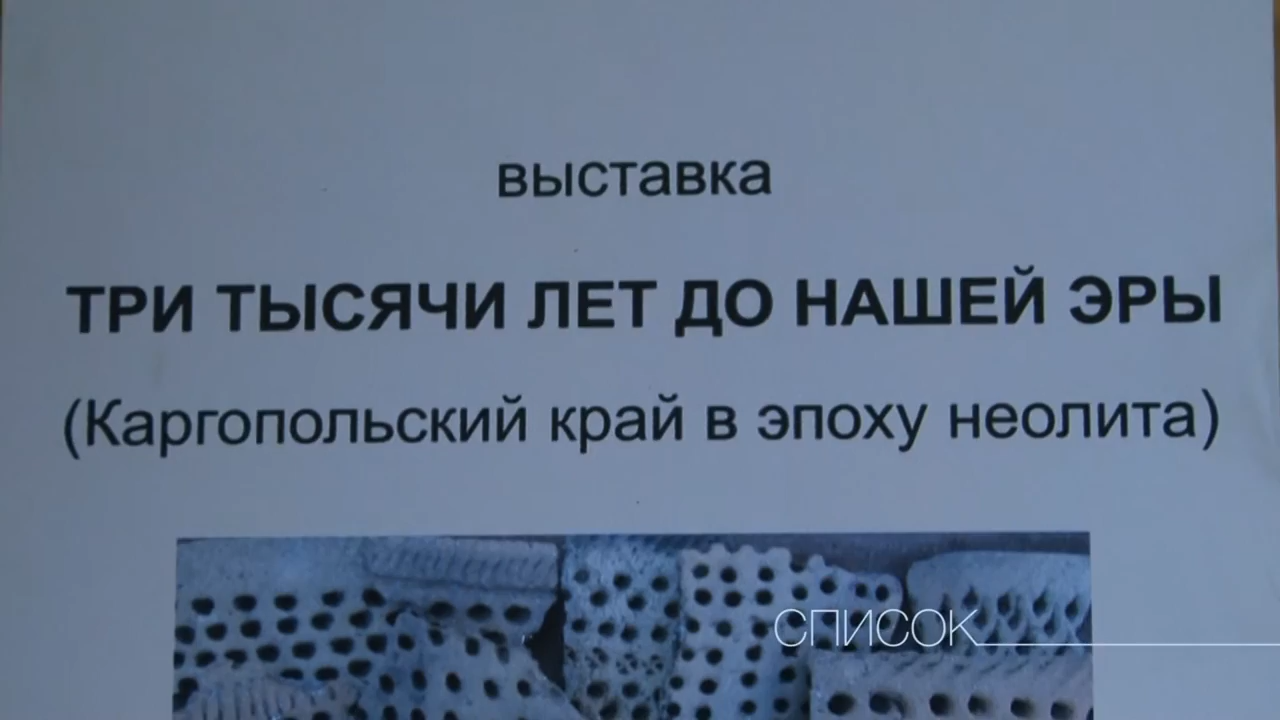 выставка
ТРИ ТЫСЯЧИ ЛЕТ ДО НАШЕЙ ЭРЫ
(Каргопольский край в эпоху неолита)
СПИСОК